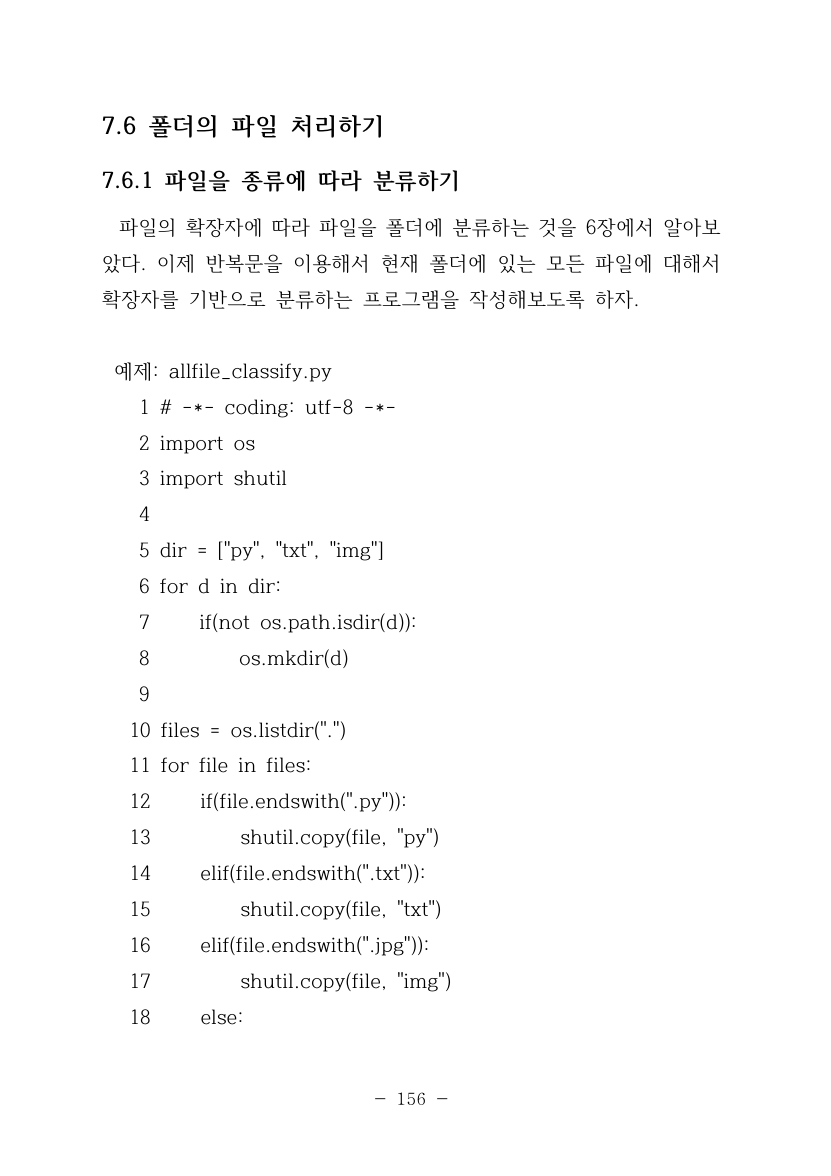 7.6 폴더의 파일 처리하기
7.6.1 파일을 종류에 따라 분류하기
파일의 확장자에 따라 파일을 폴더에 분류하는 것을 6장에서 알아보
았다. 이제 반복문을 이용해서 현재 폴더에 있는 모든 파일에 대해서
확장자를 기반으로 분류하는 프로그램을 작성해보도록 하자.
예제: allfile_classify.py
1 # -*- coding: utf-8 -*-
2 import os
3 import shutil
4
5 dir = ["py", "txt", "img"]
6 for d in dir:
7     if(not os.path.isdir(d)):
8         os.mkdir(d)
9
10 files = os.listdir(".")
11 for file in files:
12     if(file.endswith(".py")):
13         shutil.copy(file, "py")
14     elif(file.endswith(".txt")):
15         shutil.copy(file, "txt")
16     elif(file.endswith(".jpg")):
17         shutil.copy(file, "img")
18     else:
- 156 -